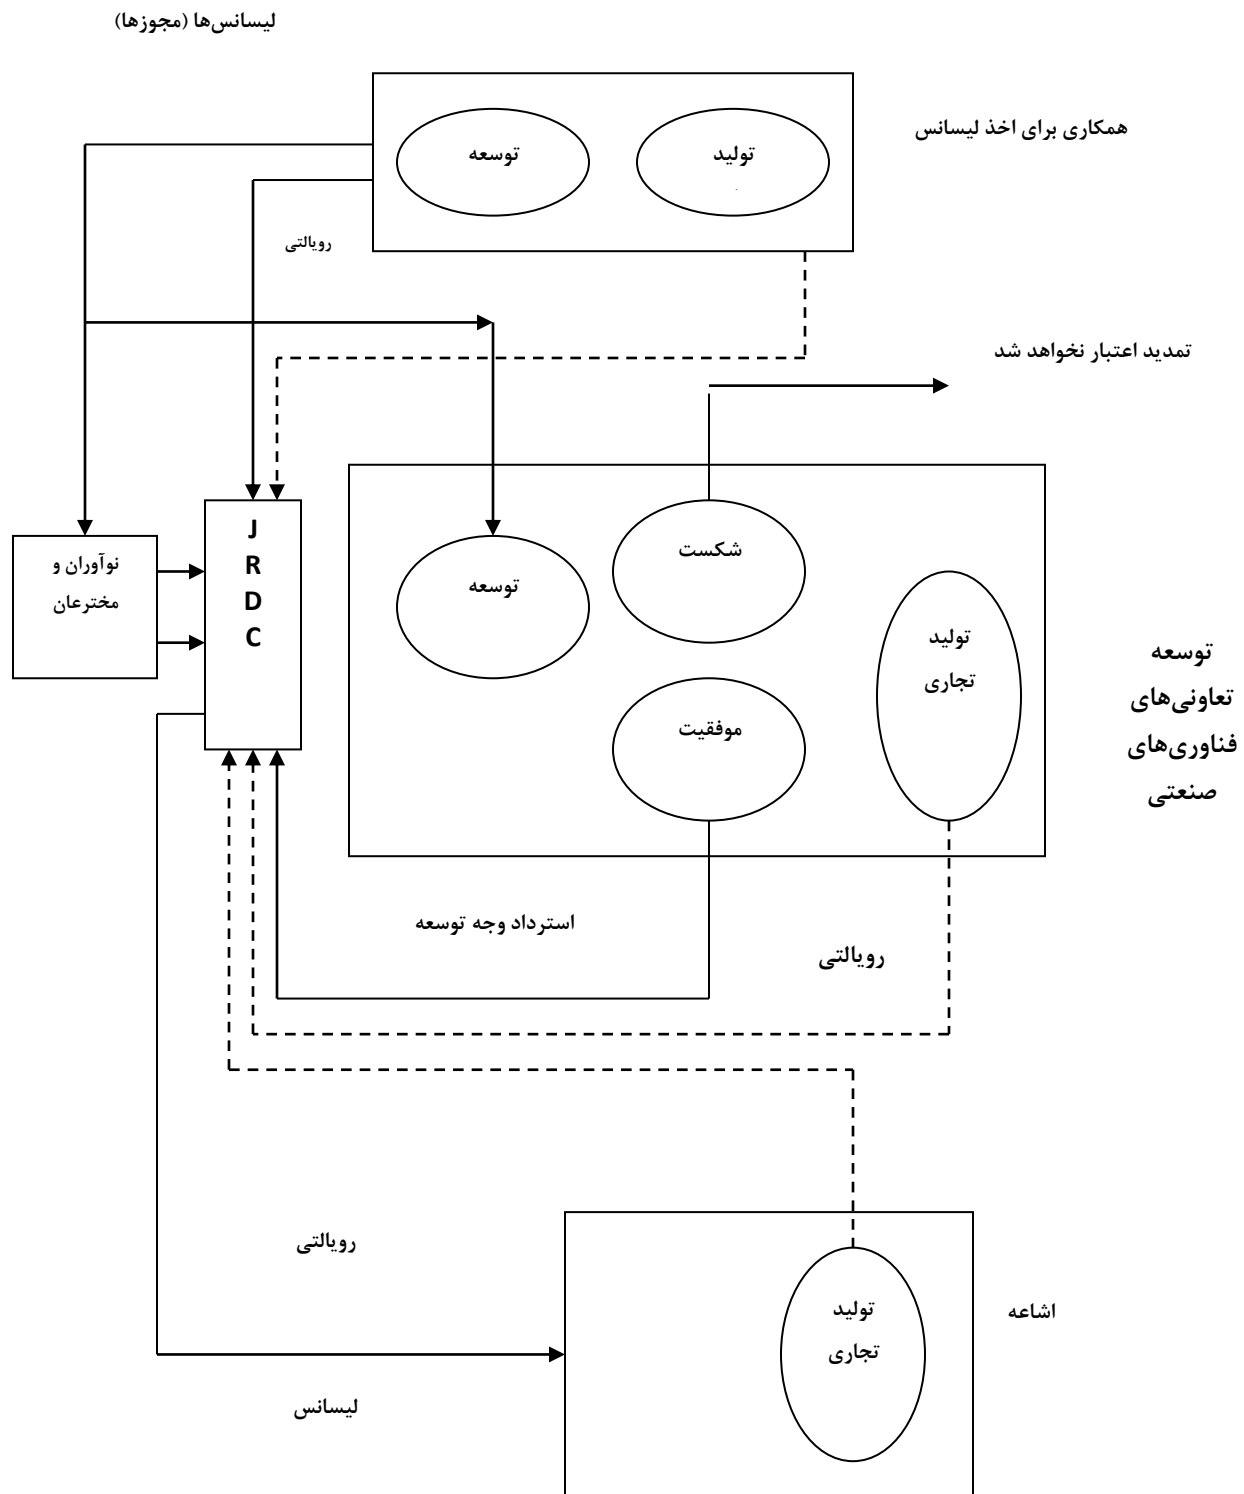 لیسانس‌ها (مجوزها)
همکاری برای اخذ لیسانس
تولید
توسعه
رویالتی
تمدید اعتبار نخواهد شد
J
R
D
C
نوآوران و
مخترعان
شکست
توسعه
تولید
تجاری
موفقیت
توسعه
تعاونی‌های
فناوری‌های
صنعتی
استرداد وجه توسعه
رویالتی
رویالتی
تولید
تجاری
اشاعه
لیسانس